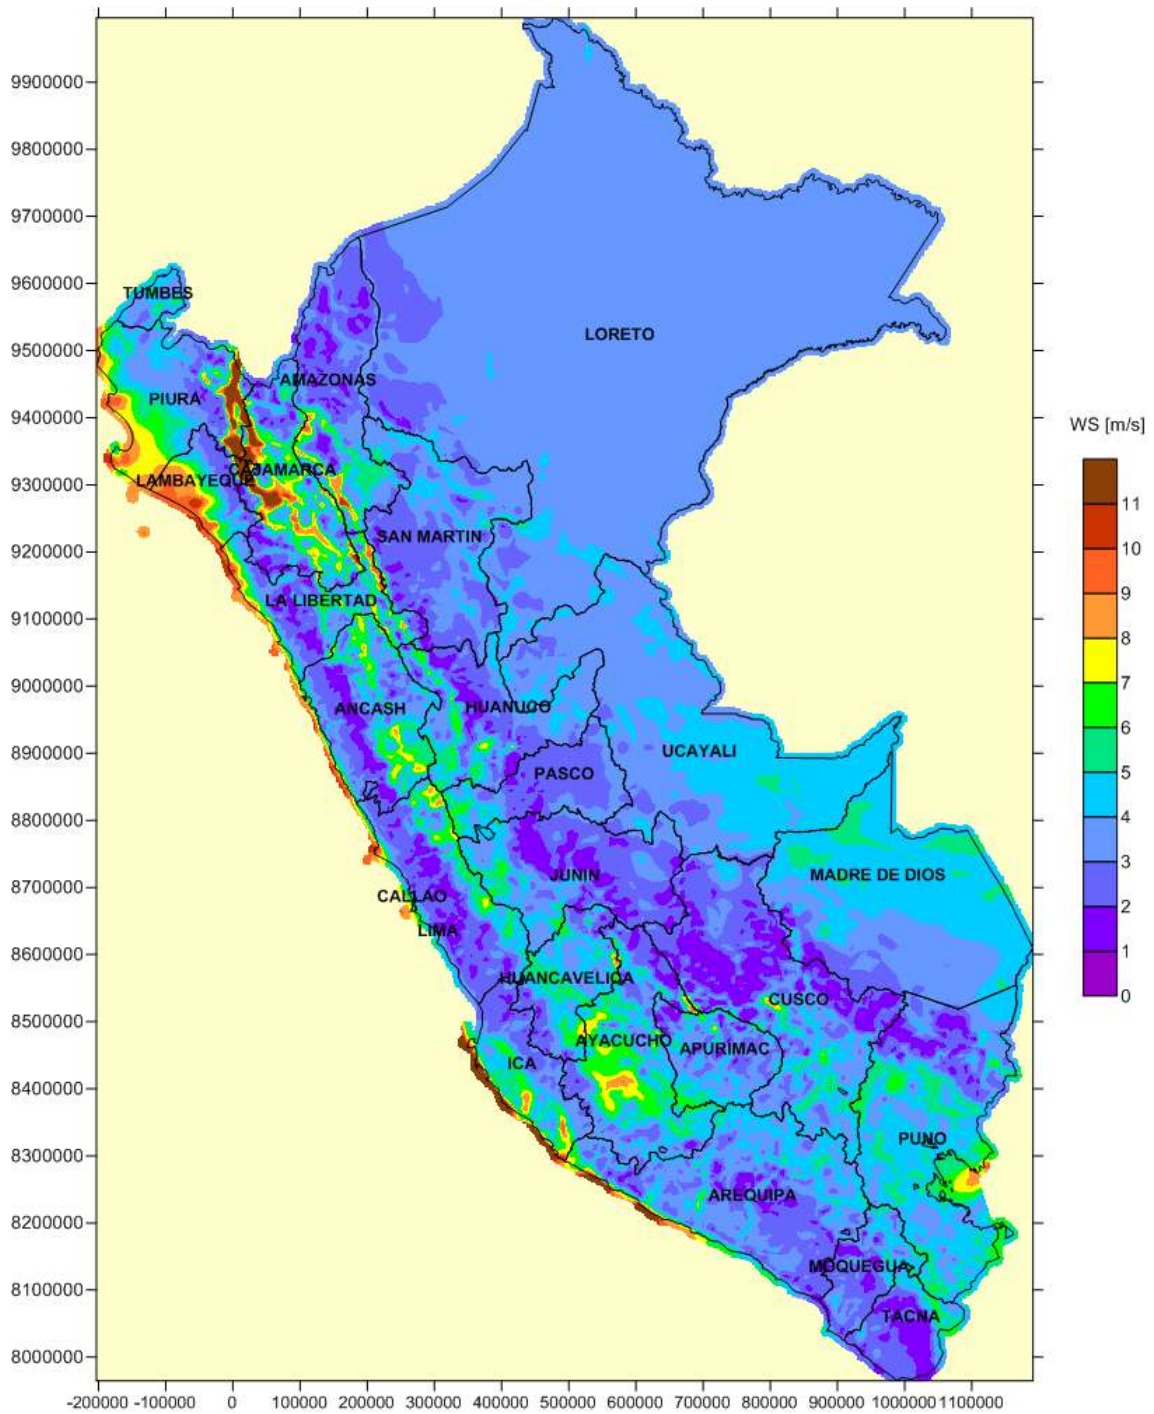 9900000
9800000
9700000
9600000
9500000
9400000
9300000
9200000
9100000
9000000
8900000
8800000
8700000
8600000
8500000
8400000
8300000
8200000
8100000
8000000
-200000 -100000 0 100000 200000 300000 400000 500000 600000 700000 800000 900000 1000000 1100000
TUMBES
LORETO
AMAZONAS
PIURA
CAJAMARCA
LAMBAYEQUE
SAN MARTIN
LA LIBERTAD
ANCASH
HUANUCO
UCAYALI
PASCO
JUNIN
MADRE DE DIOS
CALLAO
LIMA
HUANCAVELICA
CUSCO
AYACUCHO
APURIMAC
ICA
PUNO
AREQUIPA
MOQUEGUA
TACNA
WS [m/s]
11
10
9
8
7
6
5
4
3
2
1
0